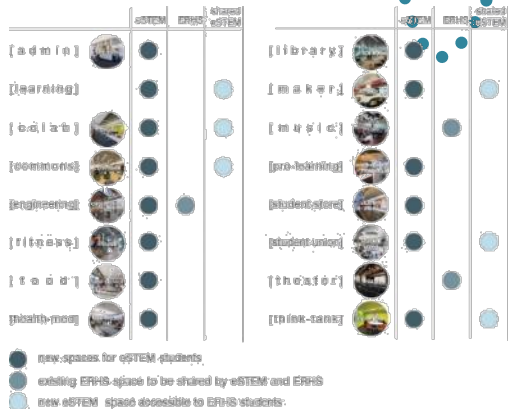 eSTEM ERHS shared eSTEM
[admin]
[learning]
[colab]
[commons]
[engineering]
[fitness]
[food]
[health-med]
eSTEM ERHS shared eSTEM
[library]
[maker]
[music]
[pro-learning]
[student-store]
[student-union]
[theater]
[think-tank]
new spaces for eSTEM students
existing ERHS space to be shared by eSTEM and ERHS
new eSTEM space accessible to ERHS students